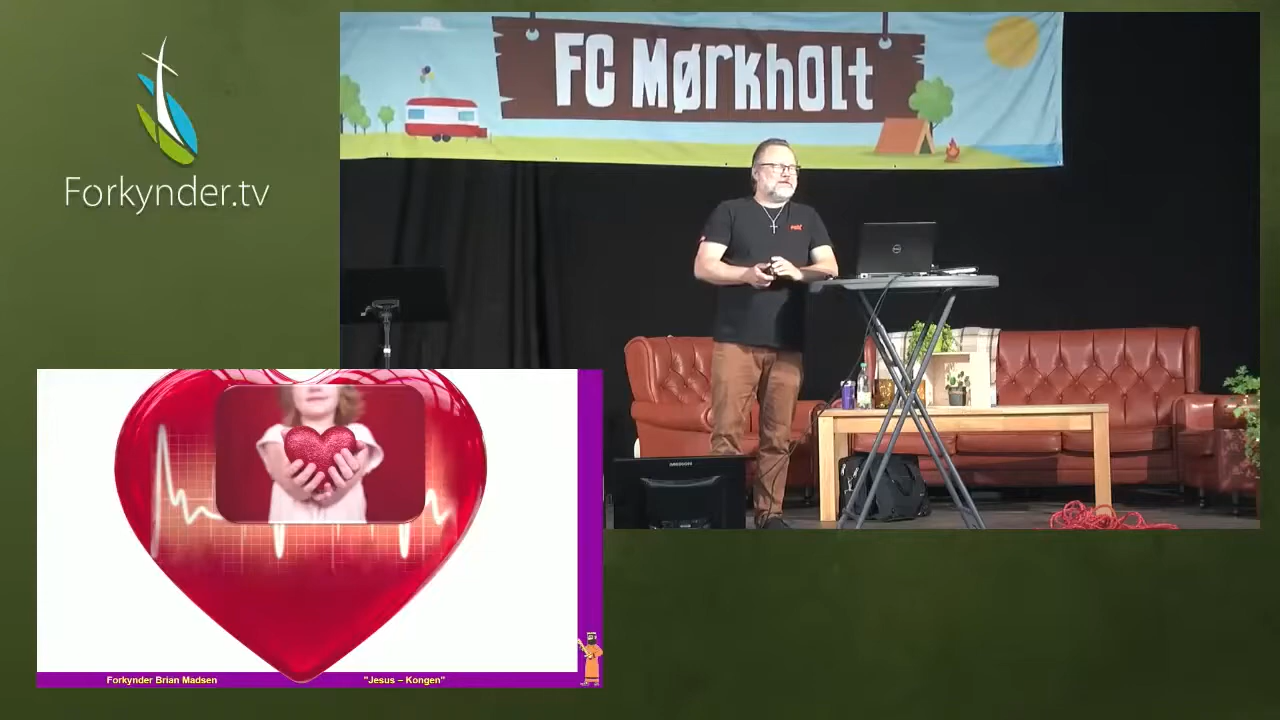 FC Mørkholt
Forkynder.tv
Forkynder Brian Madsen
"Jesus – Kongen"